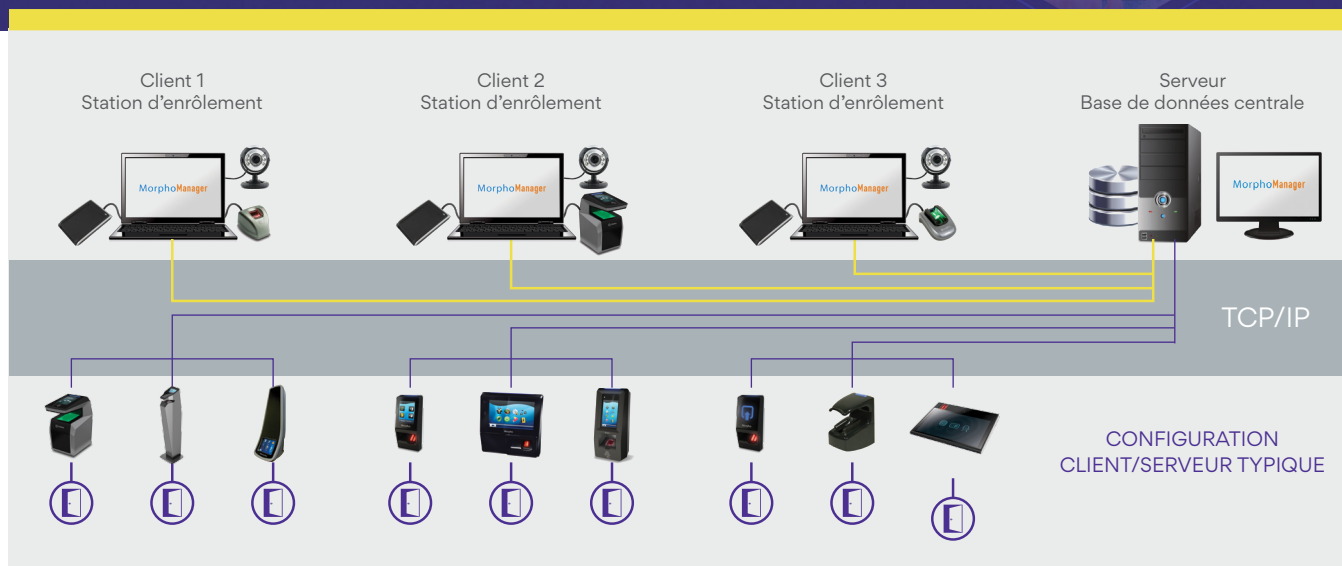 Client 1
Station d'enrôlement
Client 2
Station d'enrôlement
Client 3
Station d'enrôlement
Serveur
Base de données centrale
MorphoManager
MorphoManager
MorphoManager
MorphoManager
TCP/IP
CONFIGURATION
CLIENT/SERVEUR TYPIQUE